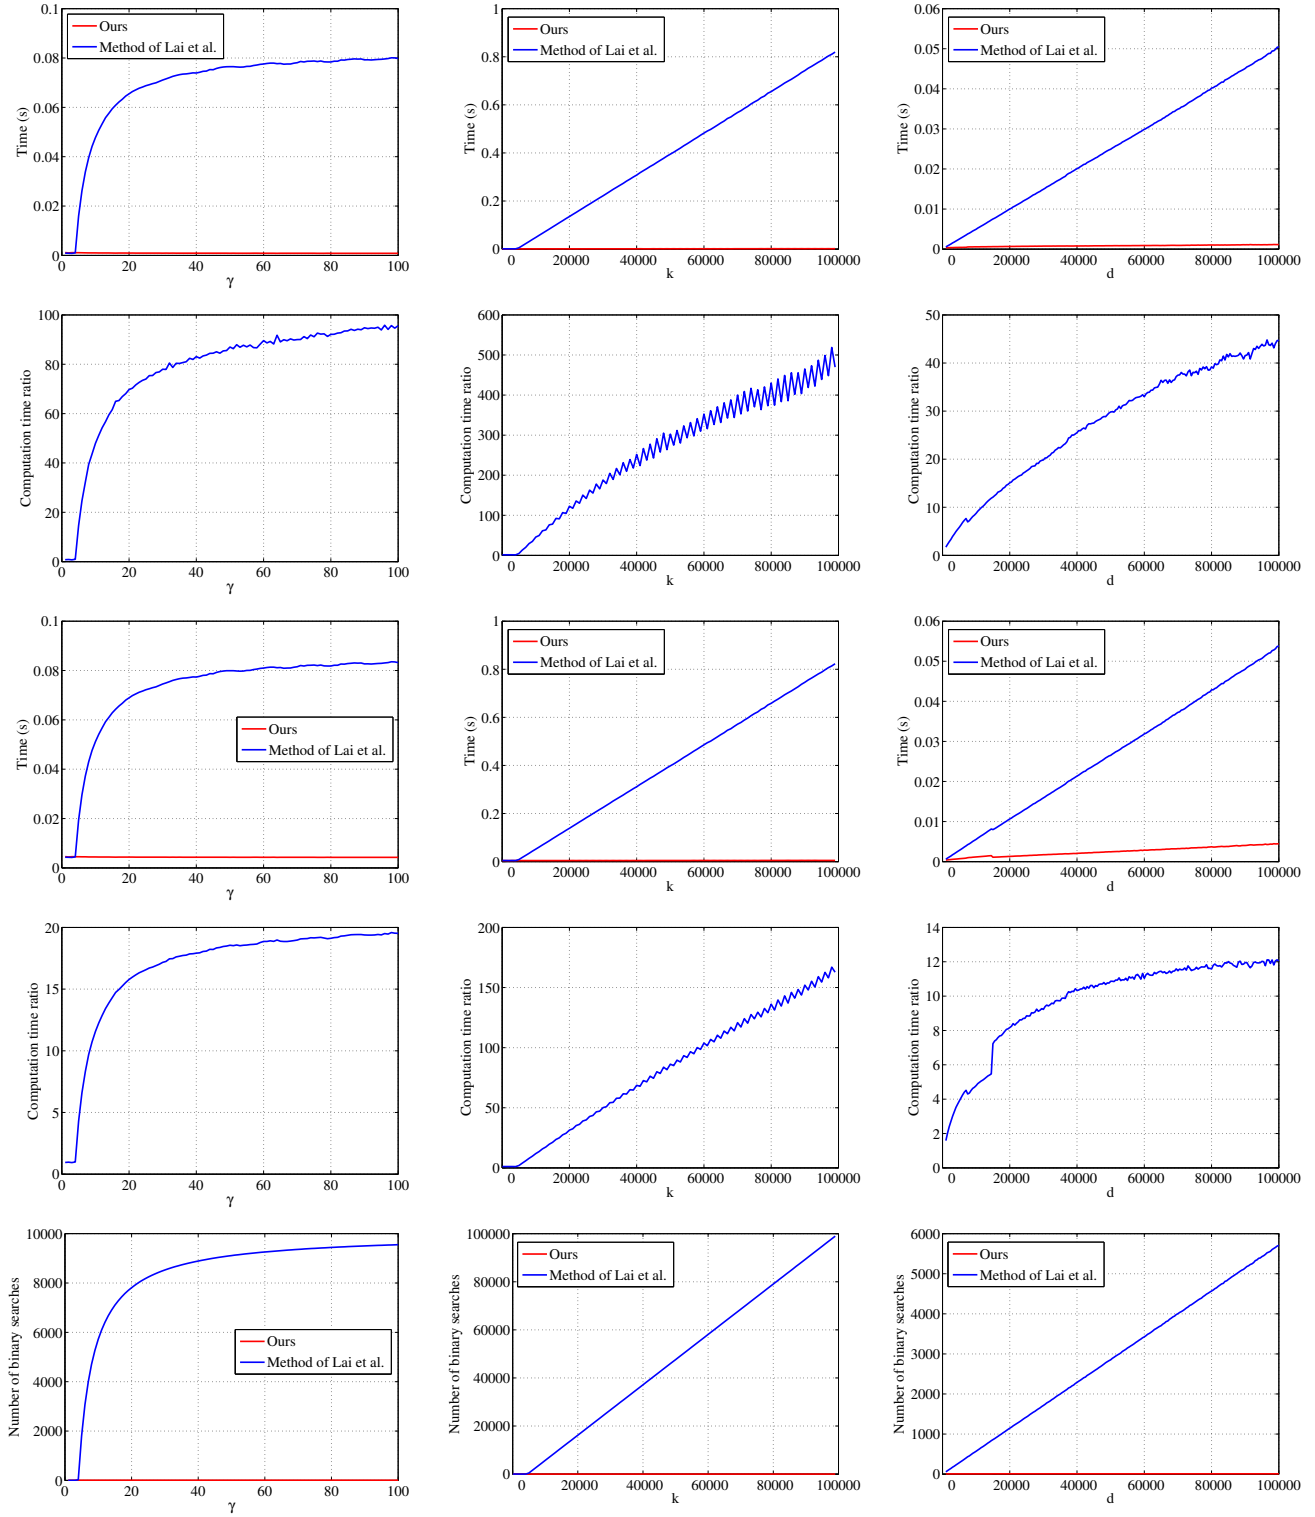 0.1
0.08
0.06
0.04
0.02
0
Time (s)
Ours
Method of Lai et al.
0 20 40 60 80 100
γ
1
0.8
0.6
0.4
0.2
0
Time (s)
Ours
Method of Lai et al.
0 20000 40000 60000 80000 100000
k
0.06
0.05
0.04
0.03
0.02
0.01
0
Time (s)
Ours
Method of Lai et al.
0 20000 40000 60000 80000 100000
d
100
80
60
40
20
0
Computation time ratio
0 20 40 60 80 100
γ
600
500
400
300
200
100
0
Computation time ratio
0 20000 40000 60000 80000 100000
k
50
40
30
20
10
0
Computation time ratio
0 20000 40000 60000 80000 100000
d
0.1
0.08
0.06
0.04
0.02
0
Time (s)
Ours
Method of Lai et al.
0 20 40 60 80 100
γ
1
0.8
0.6
0.4
0.2
0
Time (s)
Ours
Method of Lai et al.
0 20000 40000 60000 80000 100000
k
0.06
0.05
0.04
0.03
0.02
0.01
0
Time (s)
Ours
Method of Lai et al.
0 20000 40000 60000 80000 100000
d
20
15
10
5
0
Computation time ratio
0 20 40 60 80 100
γ
200
150
100
50
0
Computation time ratio
0 20000 40000 60000 80000 100000
k
14
12
10
8
6
4
2
0
Computation time ratio
0 20000 40000 60000 80000 100000
d
10000
8000
6000
4000
2000
0
Number of binary searches
Ours
Method of Lai et al.
0 20 40 60 80 100
γ
100000
80000
60000
40000
20000
0
Number of binary searches
Ours
Method of Lai et al.
0 20000 40000 60000 80000 100000
k
6000
5000
4000
3000
2000
1000
0
Number of binary searches
Ours
Method of Lai et al.
0 20000 40000 60000 80000 100000
d